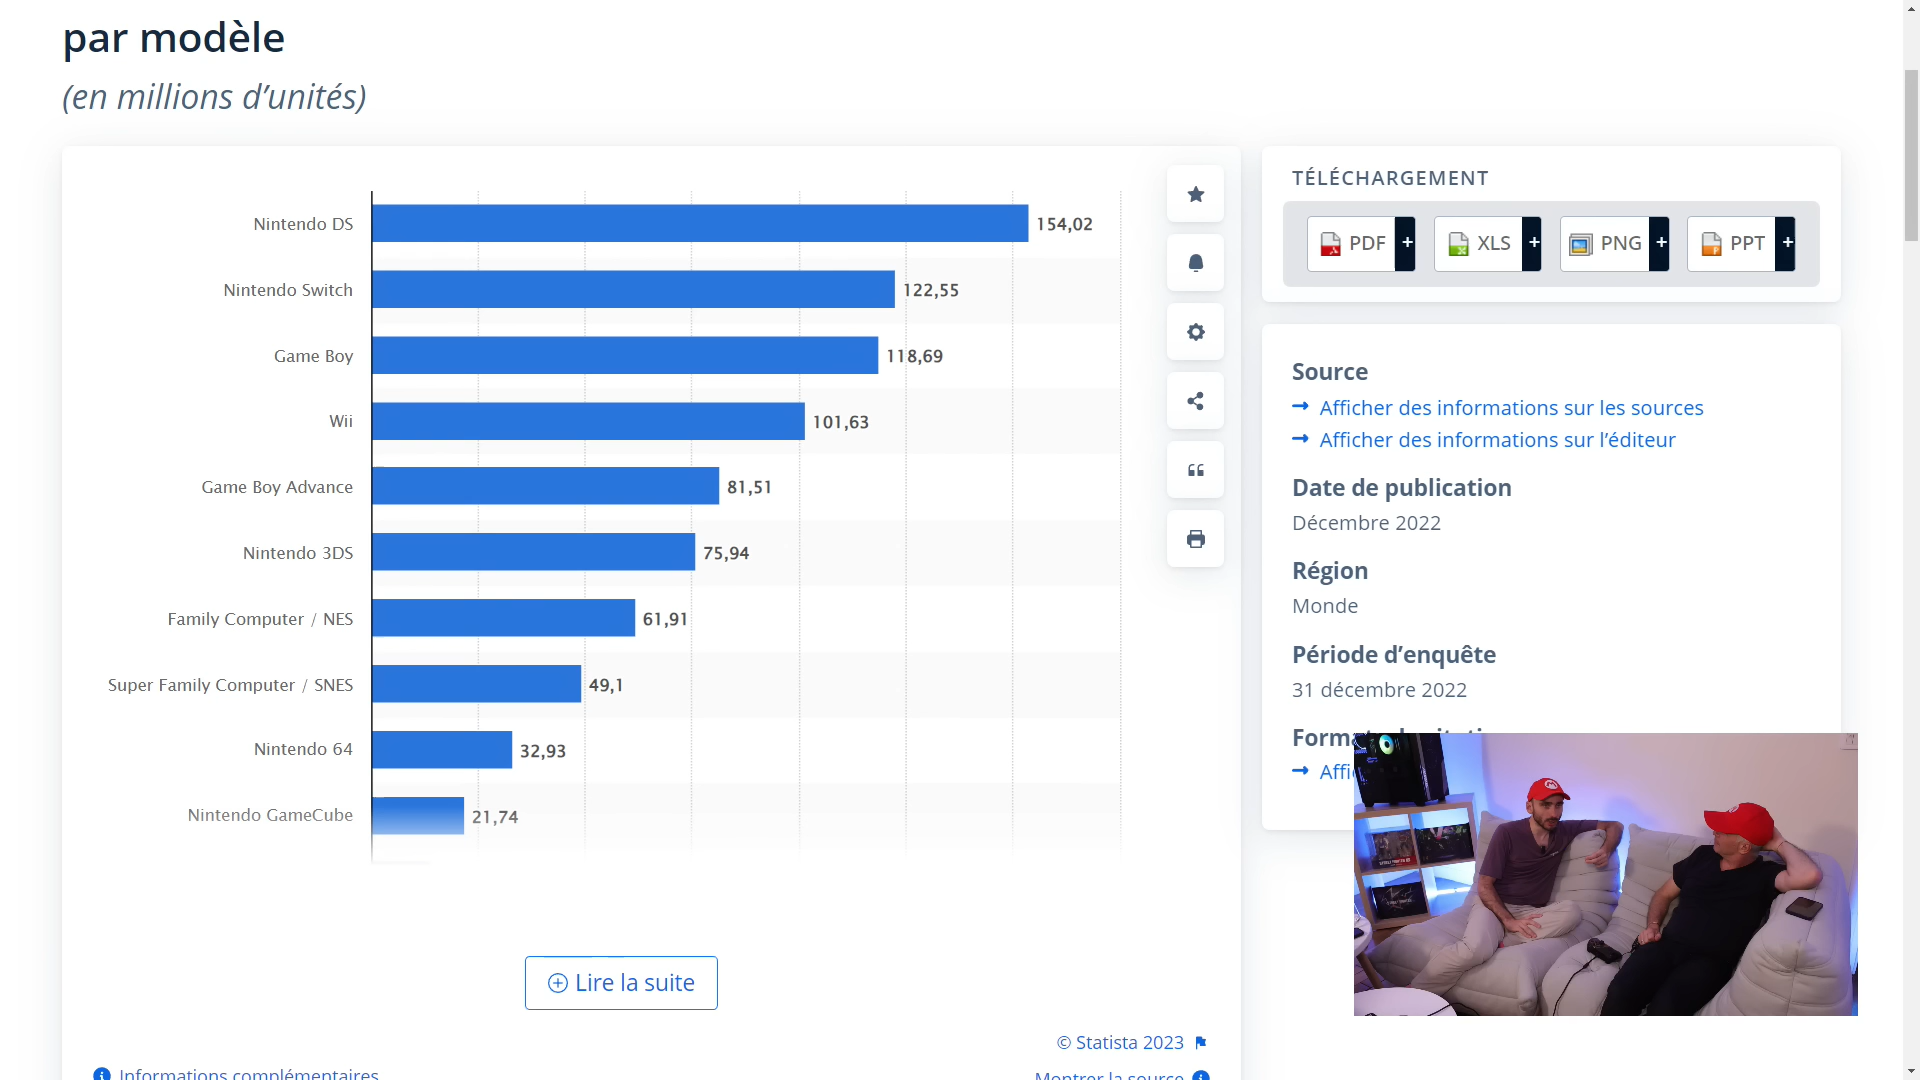 par modèle
(en millions d’unités)
Nintendo DS 154,02
Nintendo Switch 122,55
Game Boy 118,69
Wii 101,63
Game Boy Advance 81,51
Nintendo 3DS 75,94
Family Computer / NES 61,91
Super Family Computer / SNES 49,1
Nintendo 64 32,93
Nintendo GameCube 21,74
Lire la suite
© Statista 2023
Informations complémentaires
Montrer la source
TÉLÉCHARGEMENT
PDF + XLS + PNG + PPT +
Source
→ Afficher des informations sur les sources
→ Afficher des informations sur l’éditeur
Date de publication
Décembre 2022
Région
Monde
Période d’enquête
31 décembre 2022